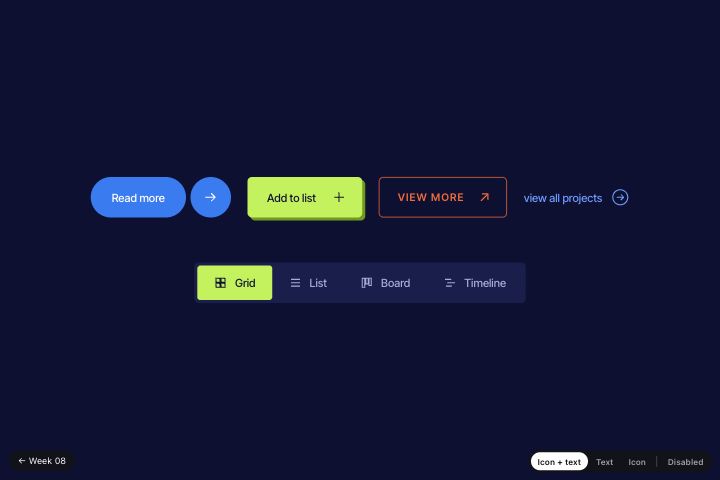 Read more
Add to list
VIEW MORE
view all projects
Grid
List
Board
Timeline
← Week 08
Icon + text
Text
Icon
Disabled